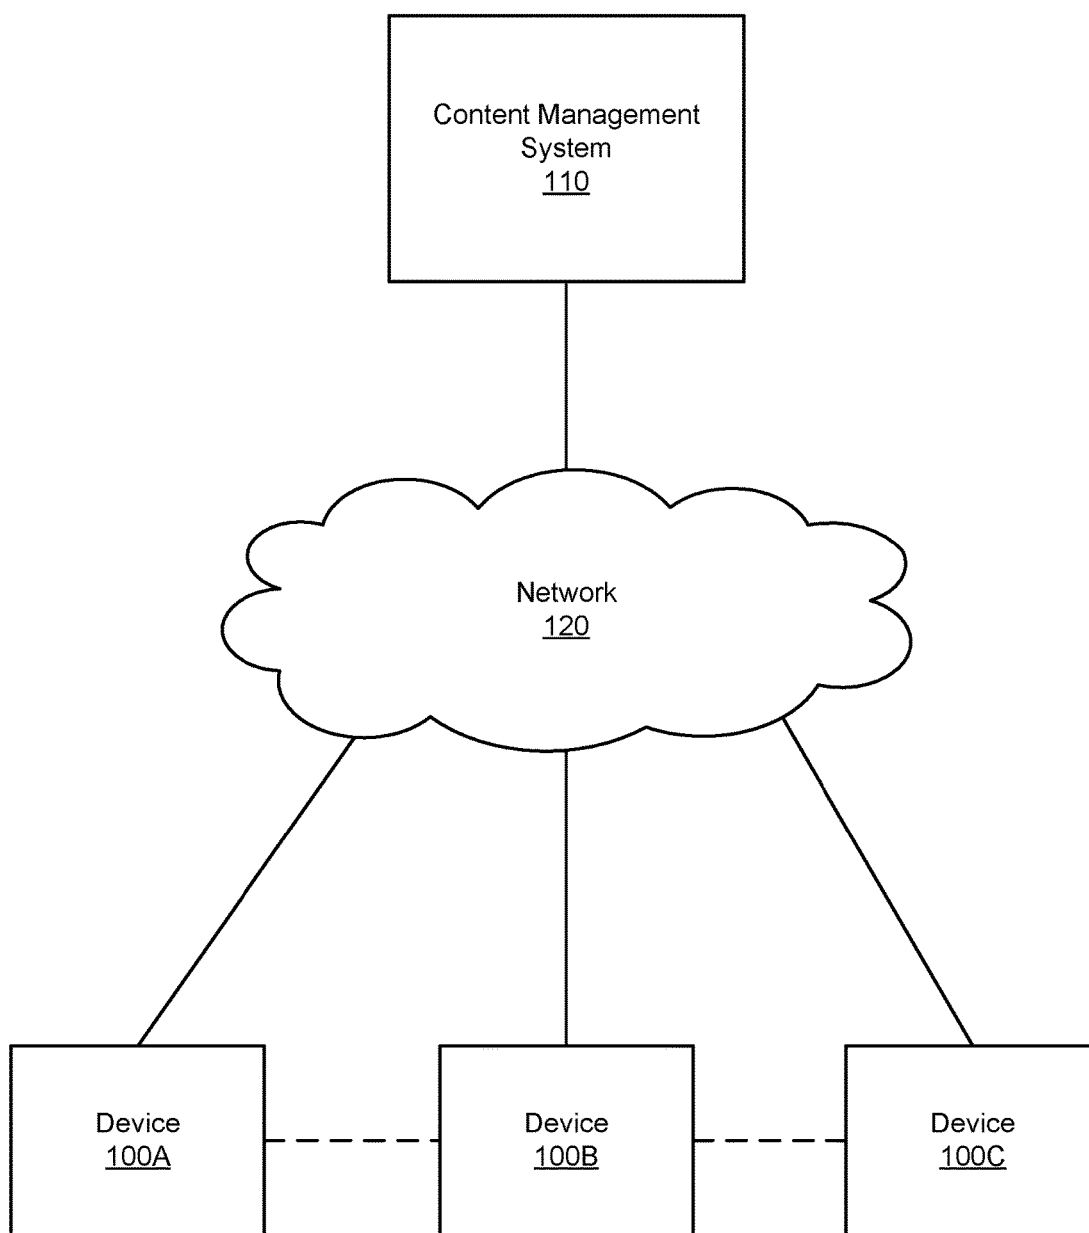 Content Management
System
110
Network
120
Device
100A
Device
100B
Device
100C